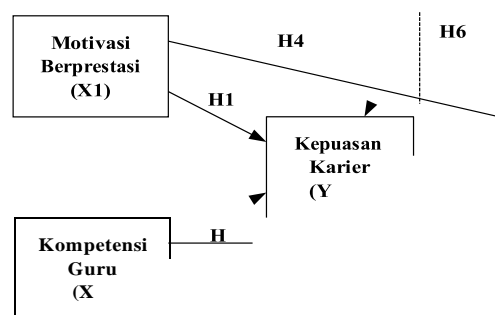 H6
H4
Motivasi
Berprestasi
(X1)
H1
Kepuasan
Karier
(Y
H
Kompetensi
Guru
(X